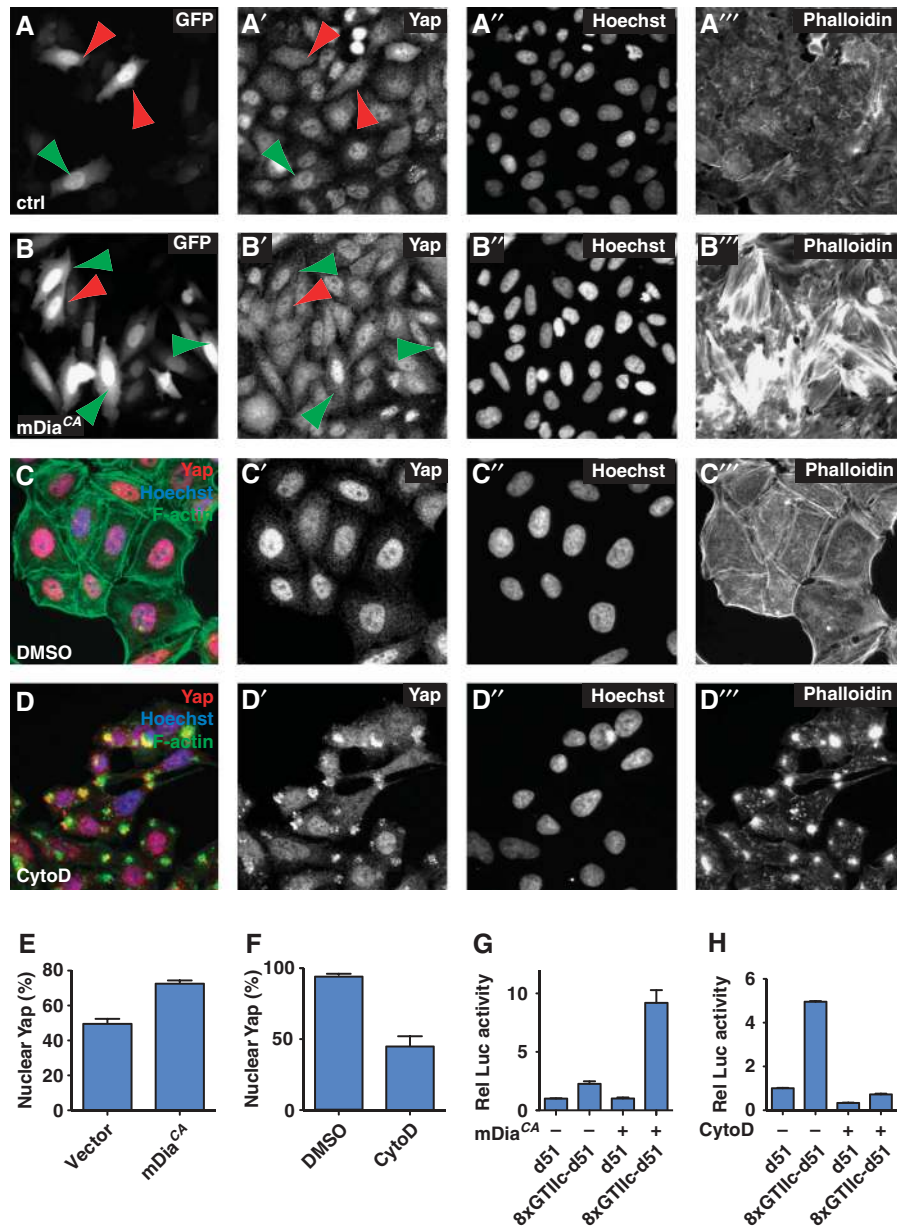 A GFP A′ Yap A″ Hoechst A‴ Phalloidin
ctrl
B GFP B′ Yap B″ Hoechst B‴ Phalloidin
mDiaCA
C Yap C′ Yap C″ Hoechst C‴ Phalloidin
Hoechst
F-actin
DMSO
D Yap D′ Yap D″ Hoechst D‴ Phalloidin
Hoechst
F-actin
CytoD
E
Nuclear Yap (%)
80
60
40
20
0
Vector
mDiaCA
F
Nuclear Yap (%)
100
50
0
DMSO
CytoD
G
Rel Luc activity
10
5
0
mDiaCA − − + +
d51
8xGTIIc-d51
d51
8xGTIIc-d51
H
Rel Luc activity
6
4
2
0
CytoD − − + +
d51
8xGTIIc-d51
d51
8xGTIIc-d51